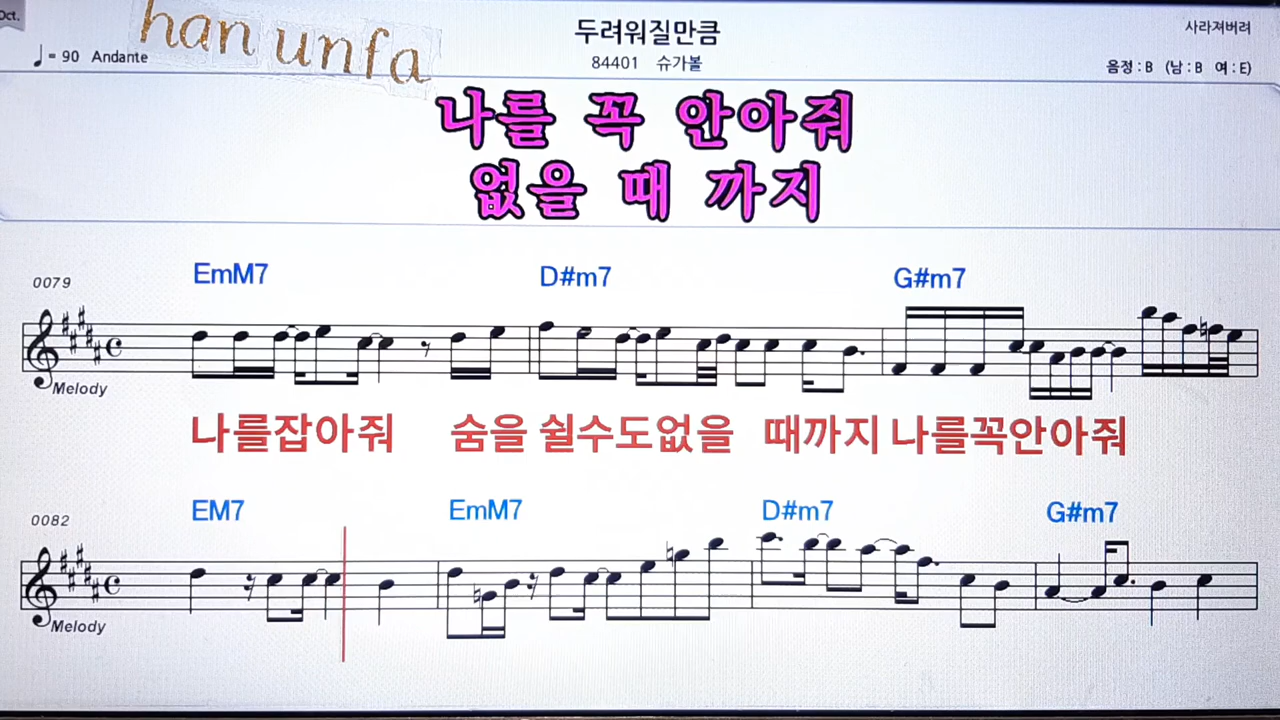 Oct.
han unfa
두려워질만큼
사라져버려
♩= 90 Andante
84401 슈가볼
음정 : B (남 : B 여 : E)
나를 꼭 안아줘
없을 때 까지
0079
EmM7 D#m7 G#m7
Melody
나를잡아줘 숨을 쉴수도없을 때까지 나를꼭안아줘
0082
EM7 EmM7 D#m7 G#m7
Melody